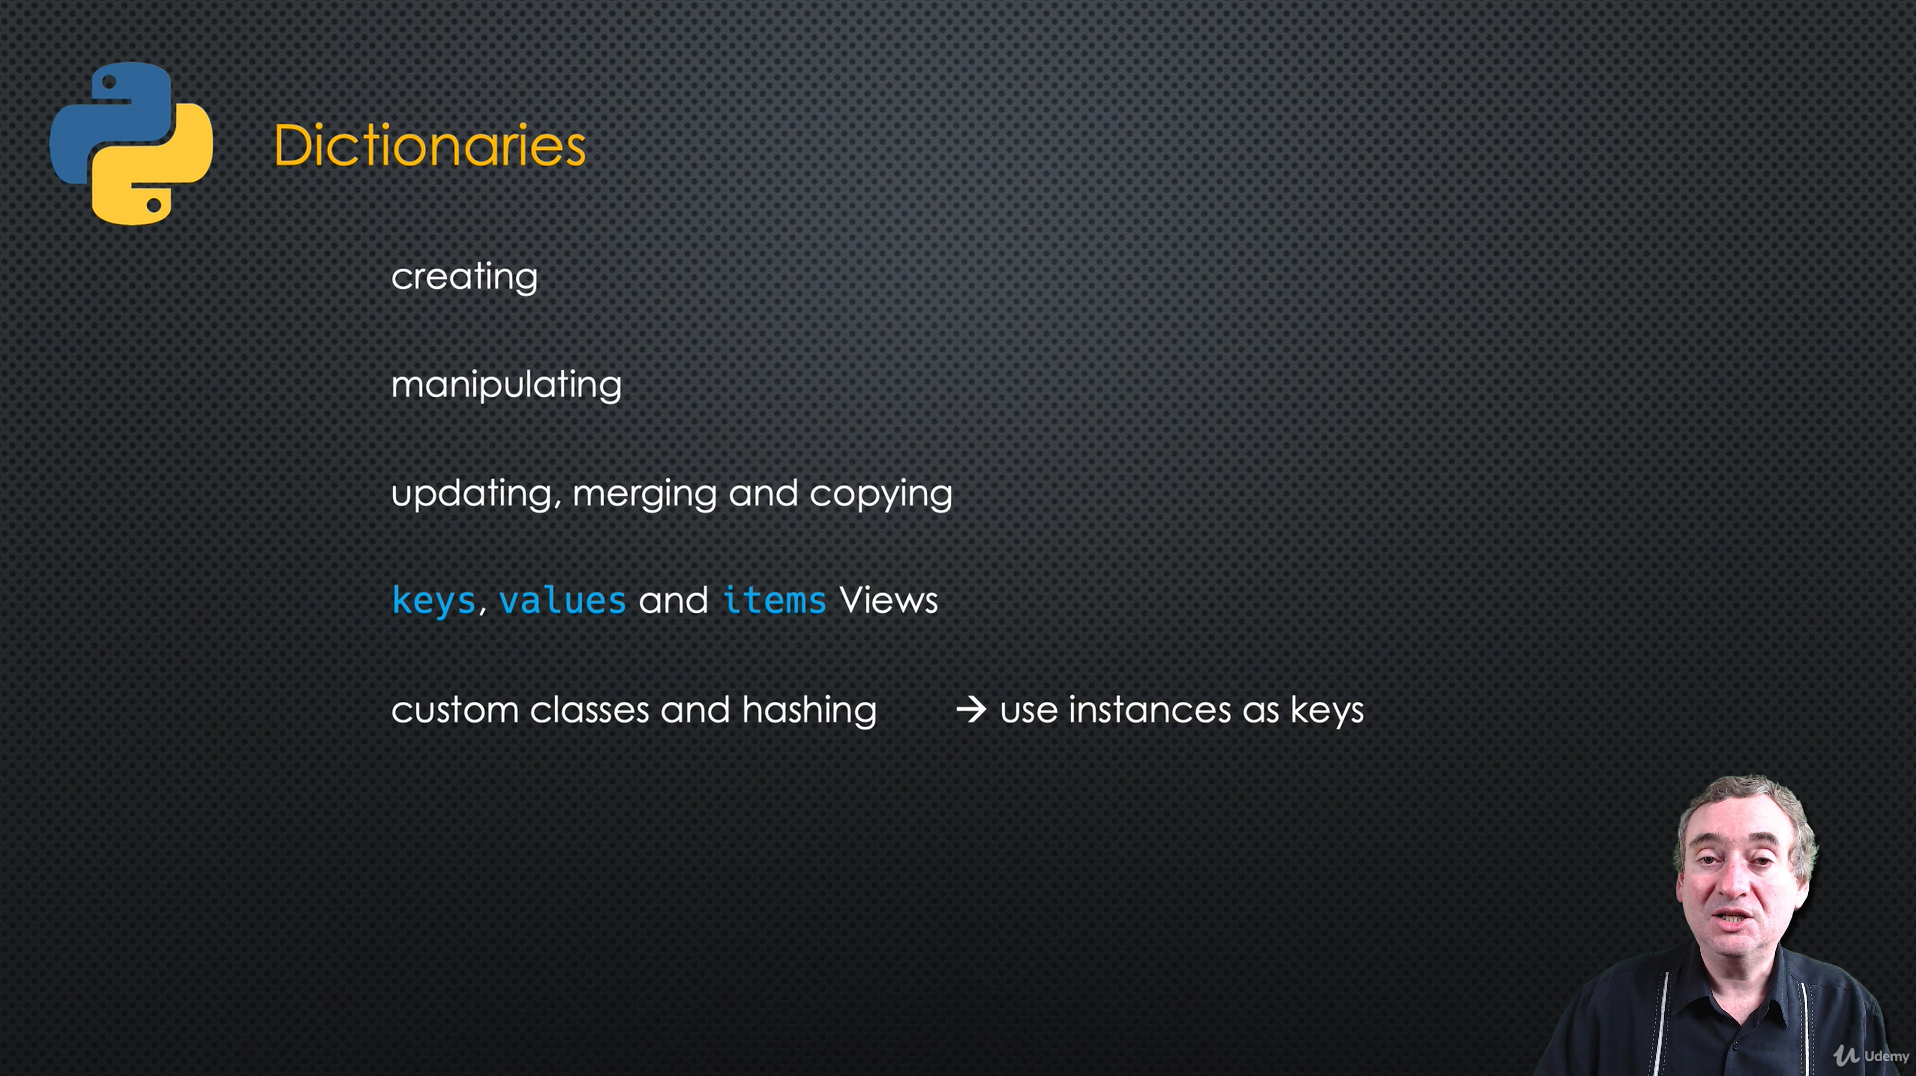 Dictionaries
creating
manipulating
updating, merging and copying
keys, values and items Views
custom classes and hashing → use instances as keys
Udemy